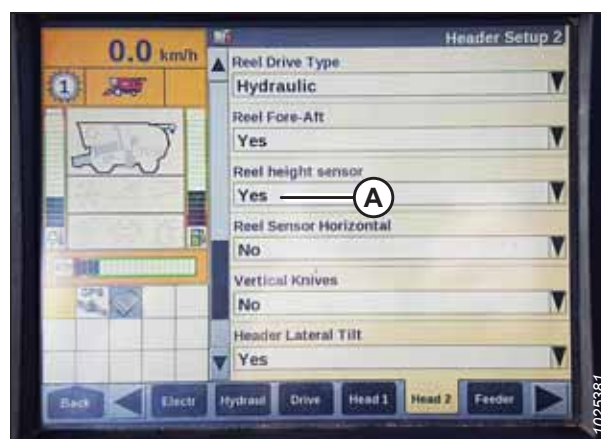 0.0 km/h
Header Setup 2
1
Reel Drive Type
Hydraulic
Reel Fore-Aft
Yes
Reel height sensor
Yes
A
Reel Sensor Horizontal
No
Vertical Knives
No
GPS
Header Lateral Tilt
Yes
Back
Electr
Hydraul
Drive
Head 1
Head 2
Feeder
1025381